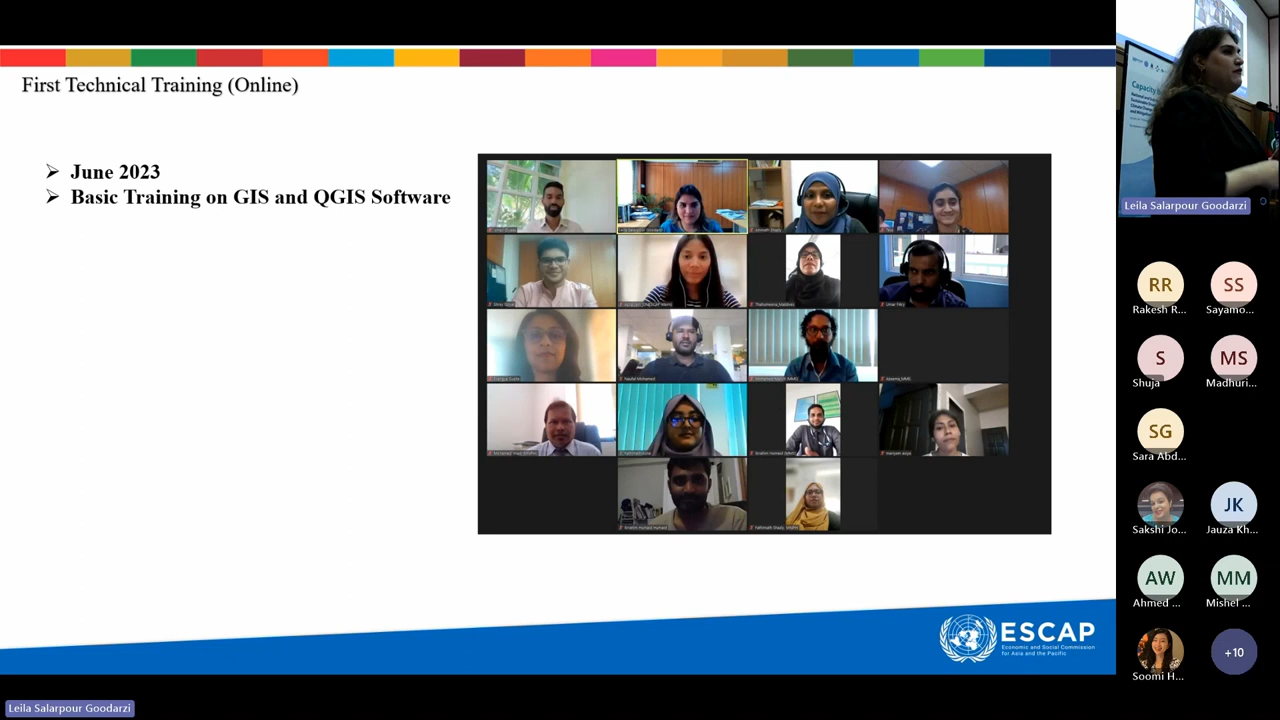 First Technical Training (Online)
June 2023
Basic Training on GIS and QGIS Software
ESCAP
Economic and Social Commission
for Asia and the Pacific
Leila Salarpour Goodarzi
Capacity
Leila Salarpour Goodarzi
RR
Rakesh R...
SS
Sayamo...
S
Shuja
MS
Madhuri...
SG
Sara Abd...
Sakshi Jo...
JK
Jauza Kh...
AW
Ahmed ...
MM
Mishel ...
Soomi H...
+10